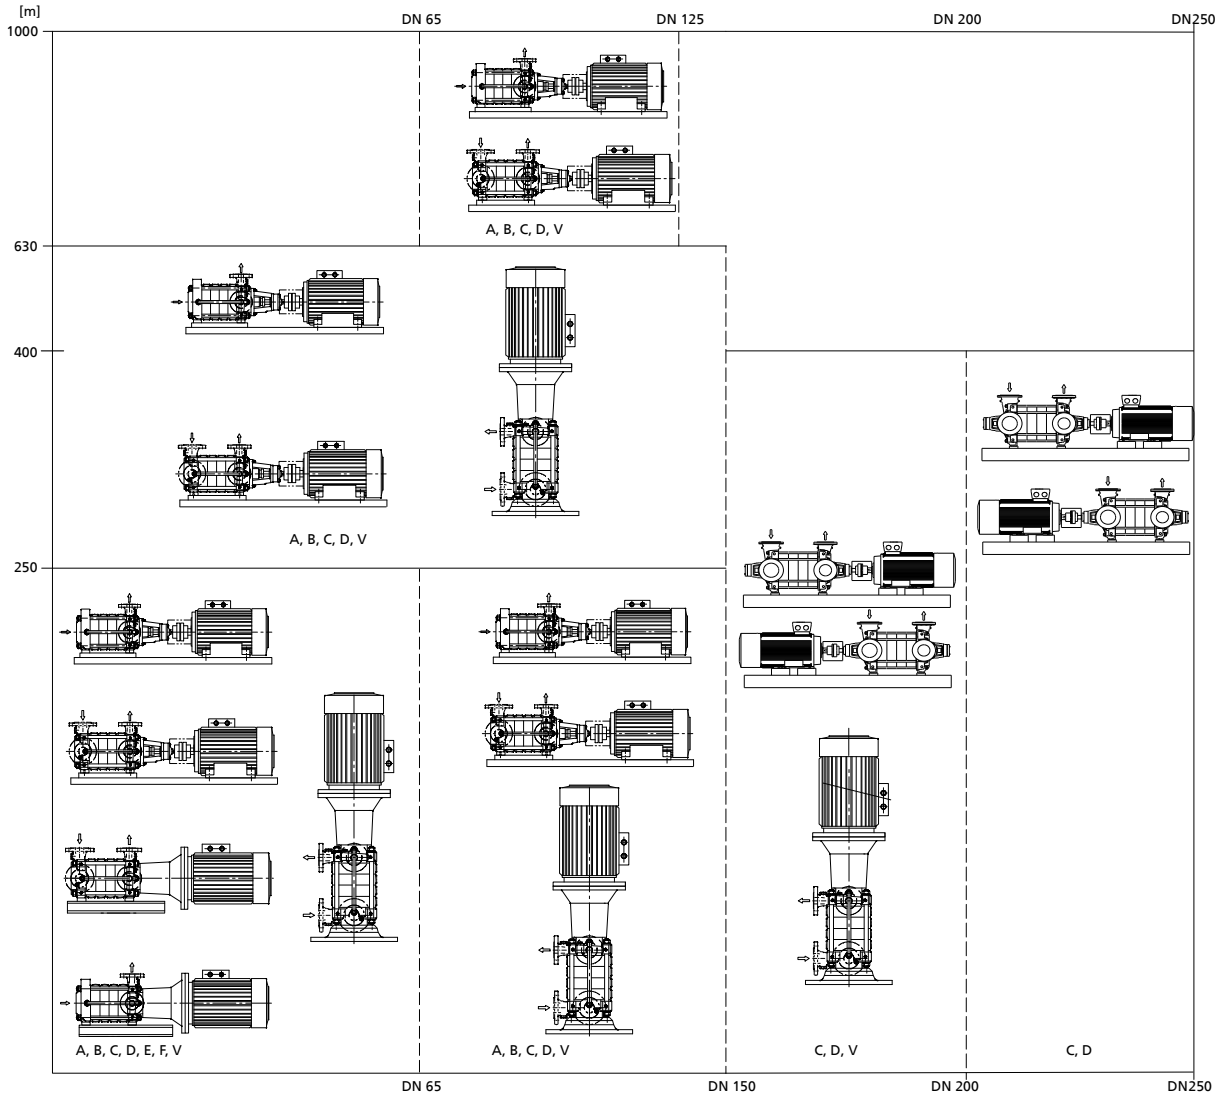 [m]
DN 65 DN 125 DN 200 DN250
1000
A, B, C, D, V
630
400
A, B, C, D, V
250
A, B, C, D, E, F, V A, B, C, D, V C, D, V C, D
DN 65 DN 150 DN 200 DN250